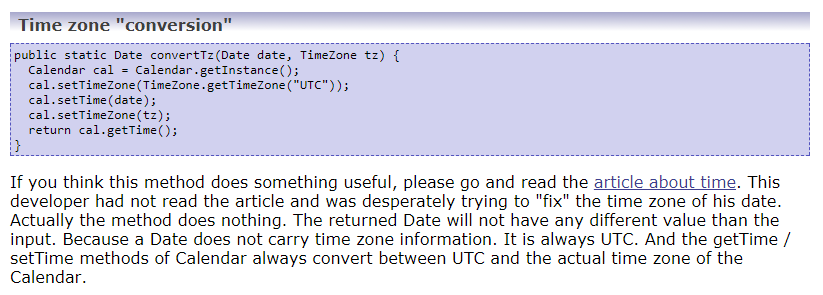 Time zone "conversion"
public static Date convertTz(Date date, TimeZone tz) {
  Calendar cal = Calendar.getInstance();
  cal.setTimeZone(TimeZone.getTimeZone("UTC"));
  cal.setTime(date);
  cal.setTimeZone(tz);
  return cal.getTime();
}
If you think this method does something useful, please go and read the article about time. This
developer had not read the article and was desperately trying to "fix" the time zone of his date.
Actually the method does nothing. The returned Date will not have any different value than the
input. Because a Date does not carry time zone information. It is always UTC. And the getTime /
setTime methods of Calendar always convert between UTC and the actual time zone of the
Calendar.